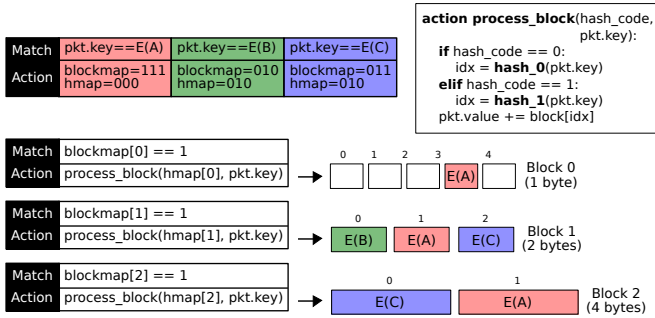 Match pkt.key==E(A) pkt.key==E(B) pkt.key==E(C)
Action blockmap=111 blockmap=010 blockmap=011
hmap=000 hmap=010 hmap=010
action process_block(hash_code,
pkt.key):
if hash_code == 0:
idx = hash_0(pkt.key)
elif hash_code == 1:
idx = hash_1(pkt.key)
pkt.value += block[idx]
Match blockmap[0] == 1
Action process_block(hmap[0], pkt.key)
0 1 2 3 4
E(A)
Block 0
(1 byte)
Match blockmap[1] == 1
Action process_block(hmap[1], pkt.key)
0 1 2
E(B) E(A) E(C)
Block 1
(2 bytes)
Match blockmap[2] == 1
Action process_block(hmap[2], pkt.key)
0 1
E(C) E(A)
Block 2
(4 bytes)